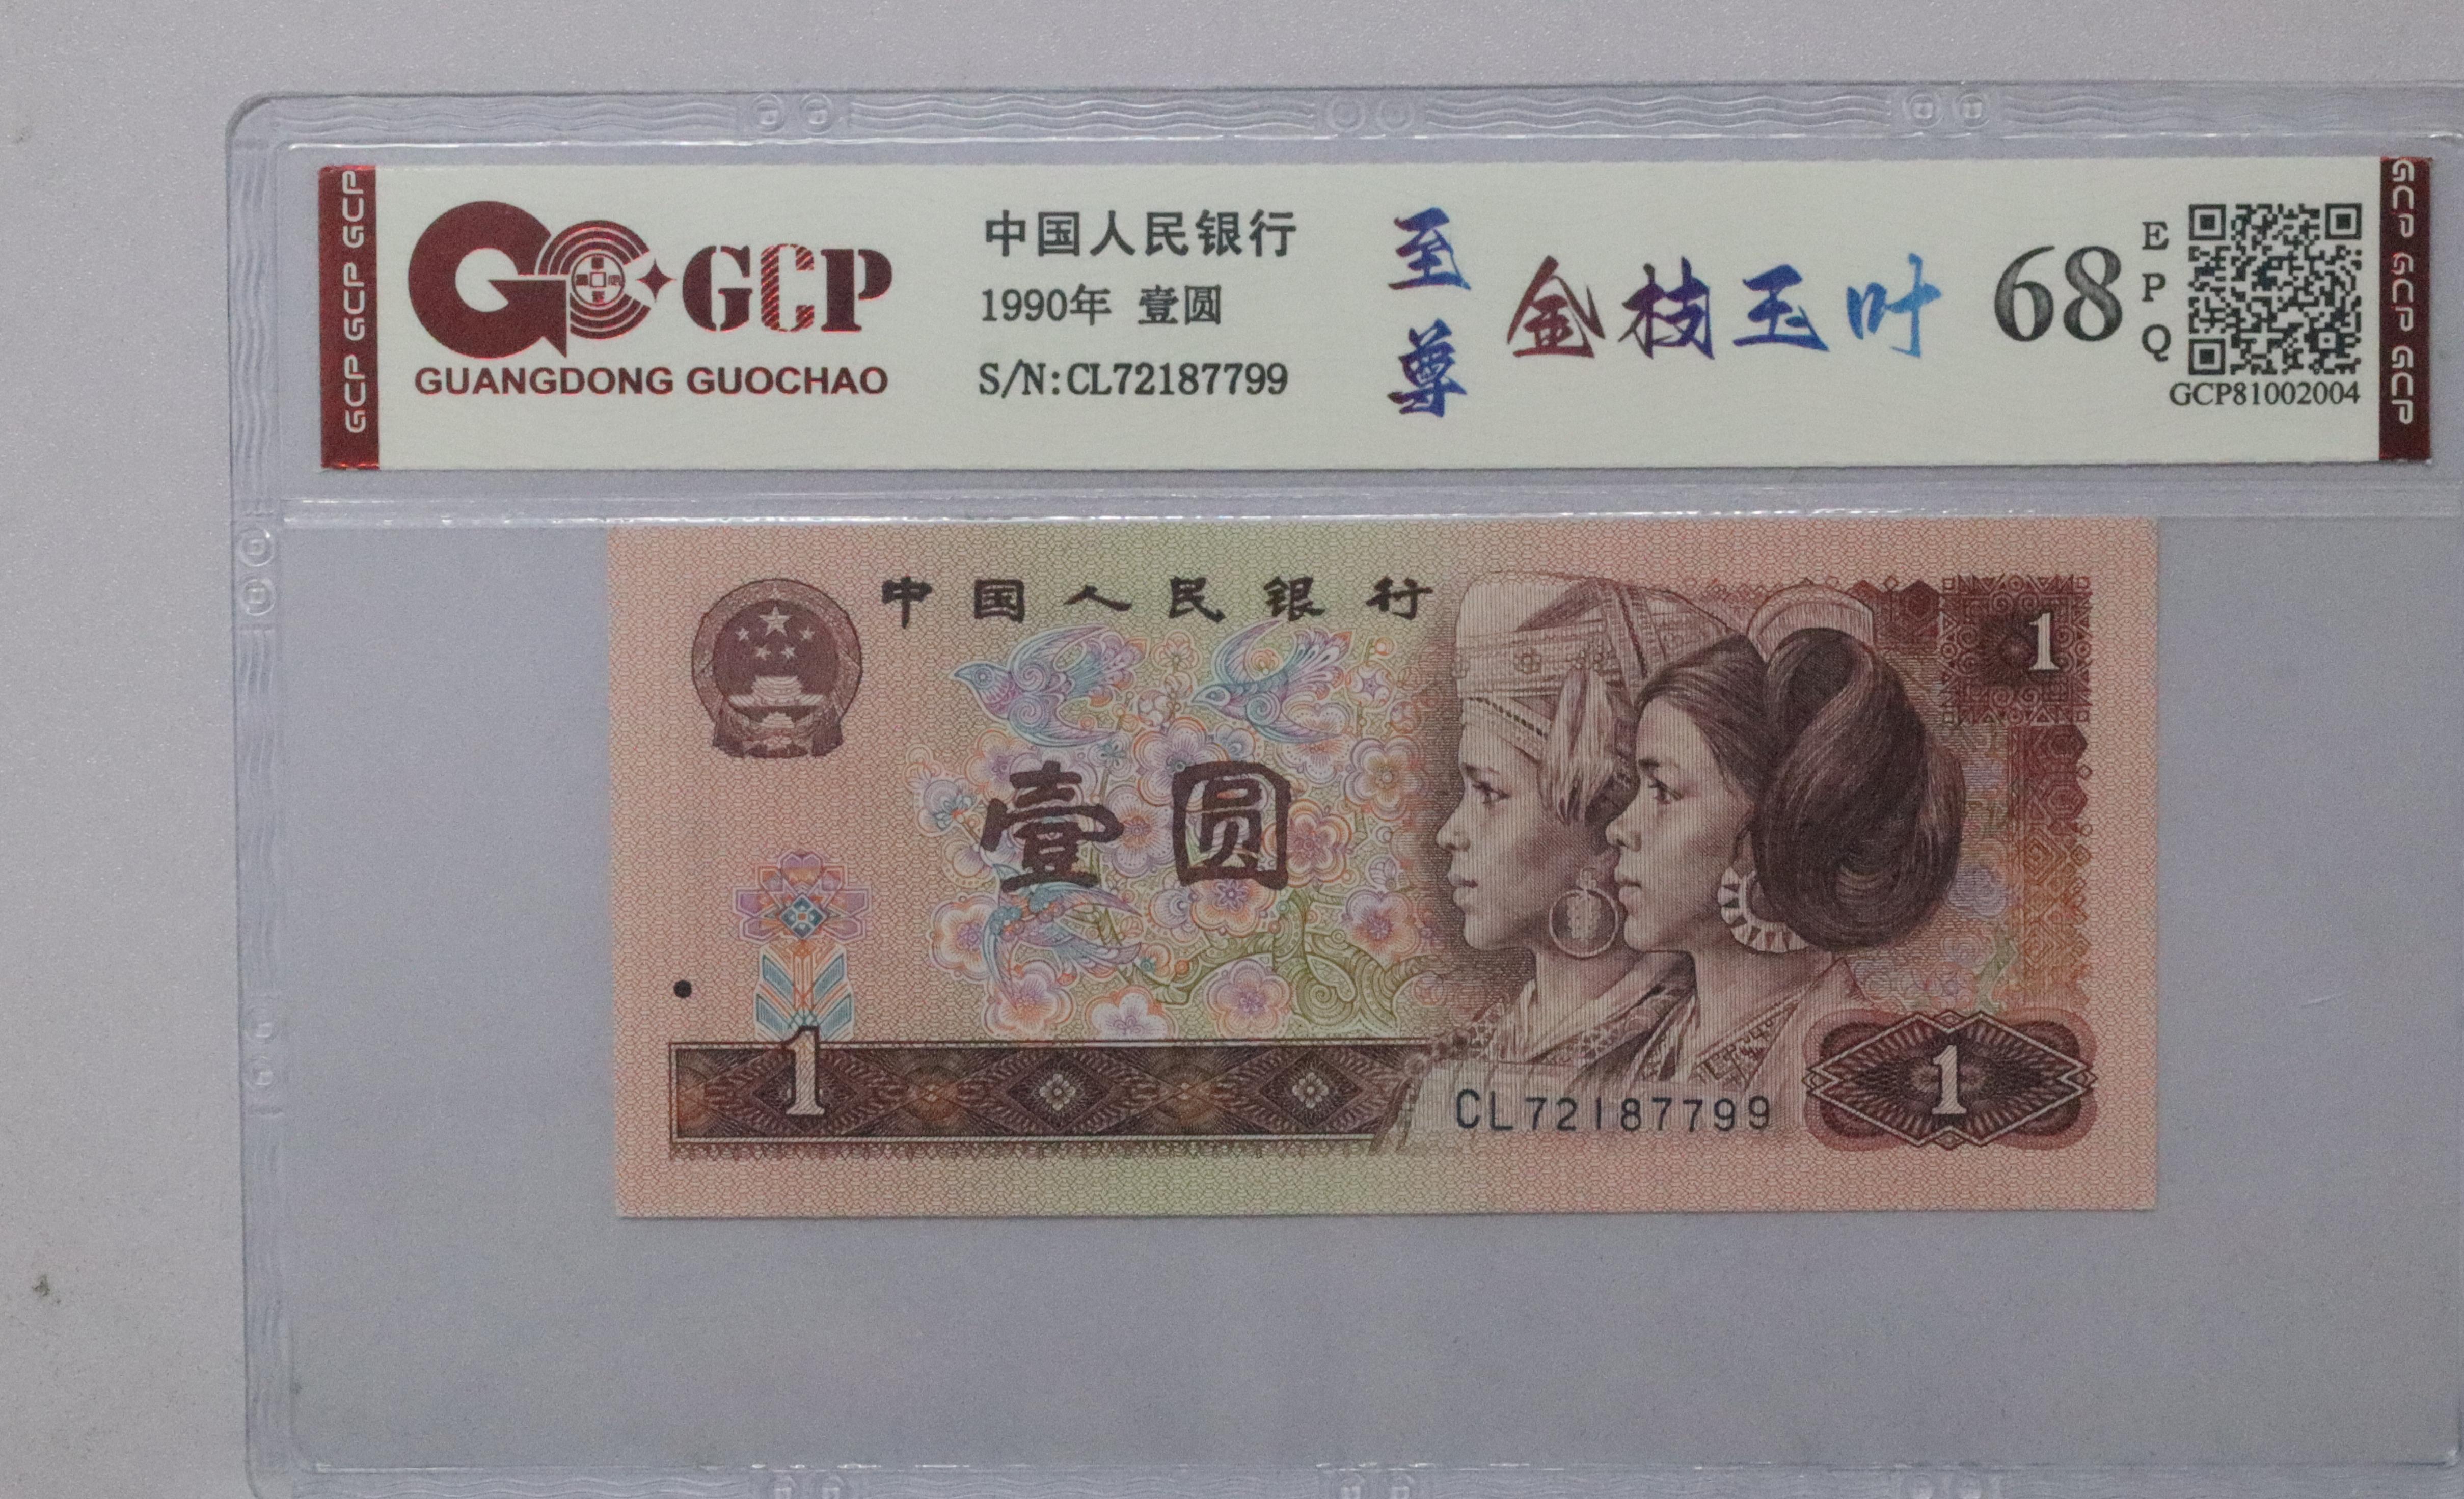 GCP GCP GCP
GCP
GUANGDONG GUOCHAO
中国人民银行
1990年 壹圆
S/N:CL72187799
至尊
金枝玉叶
68
EPQ
GCP81002004
GCP GCP GCP
中国人民银行
1
壹圆
1
CL72187799
1